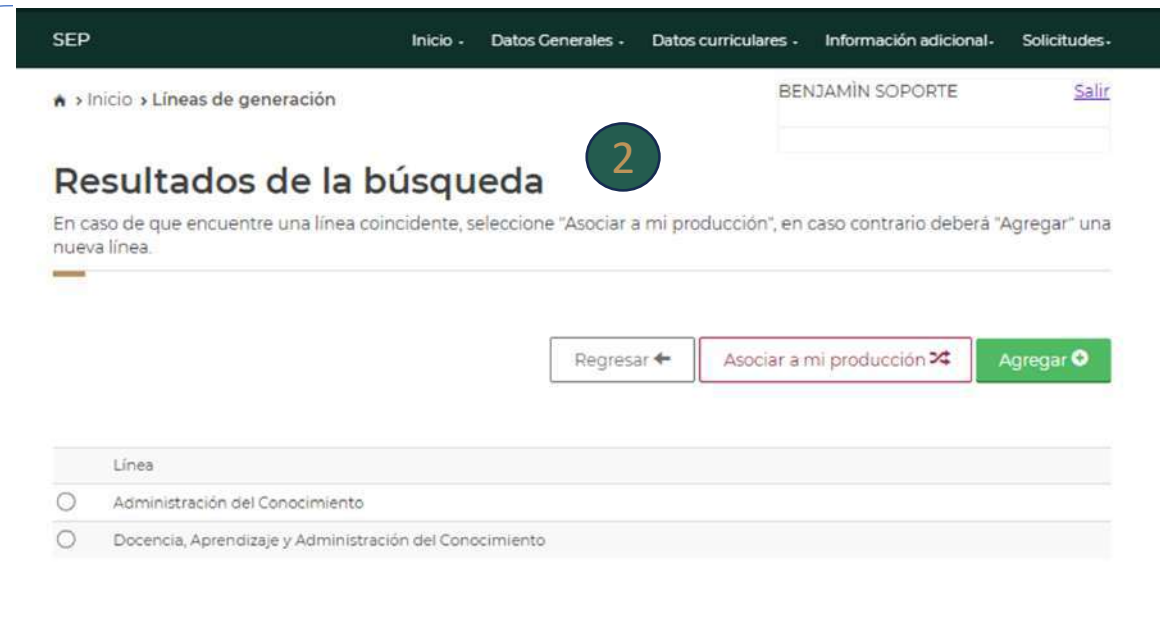 SEP Inicio - Datos Generales - Datos curriculares - Información adicional- Solicitudes-
> Inicio > Líneas de generación
BENJAMÌN SOPORTE Salir
2
Resultados de la búsqueda
En caso de que encuentre una línea coincidente, seleccione "Asociar a mi producción", en caso contrario deberá "Agregar" una
nueva línea.
Regresar Asociar a mi producción Agregar
Línea
Administración del Conocimiento
Docencia, Aprendizaje y Administración del Conocimiento